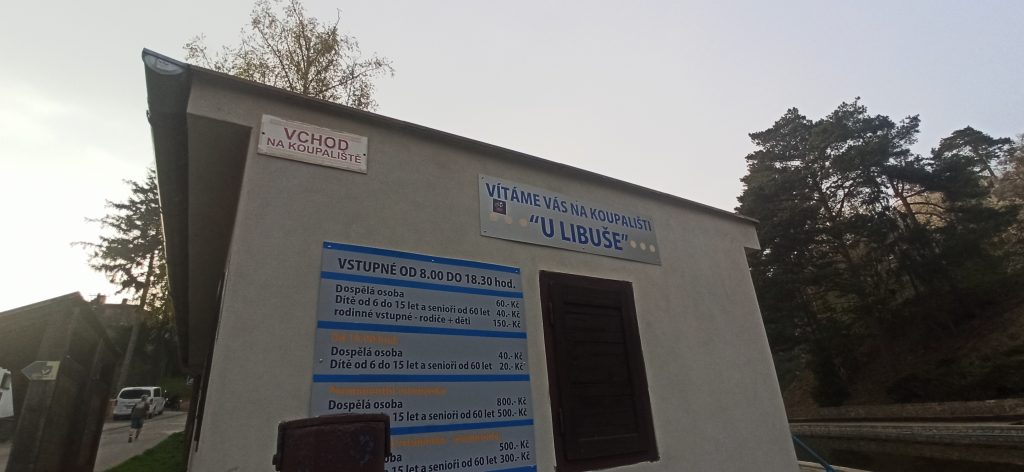 VCHOD
NA KOUPALIŠTĚ
VÍTÁME VÁS NA KOUPALIŠTI
"U LIBUŠE"
VSTUPNÉ OD 8.00 DO 18.30 hod.
Dospělá osoba 60.- Kč
Dítě od 6 do 15 let a senioři od 60 let 40.- Kč
rodinné vstupné - rodiče + děti 150.- Kč
Dospělá osoba 40.- Kč
Dítě od 6 do 15 let a senioři od 60 let 20.- Kč
Dospělá osoba 800.- Kč
do 15 let a senioři od 60 let 500.- Kč
500.- Kč
do 15 let a senioři od 60 let 300.- Kč